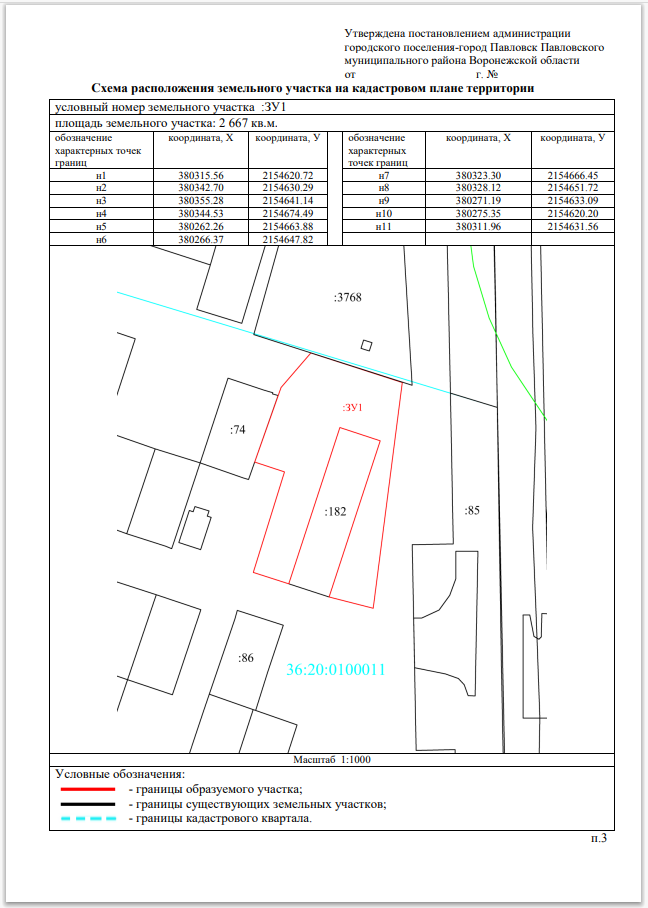 Утверждена постановлением администрации
городского поселения-город Павловск Павловского
муниципального района Воронежской области
от г. №
Схема расположения земельного участка на кадастровом плане территории
условный номер земельного участка :ЗУ1
площадь земельного участка: 2 667 кв.м.
обозначение характерных точек границ координата, X координата, У обозначение характерных точек границ координата, X координата, У
н1 380315.56 2154620.72 н7 380323.30 2154666.45
н2 380342.70 2154630.29 н8 380328.12 2154651.72
н3 380355.28 2154641.14 н9 380271.19 2154633.09
н4 380344.53 2154674.49 н10 380275.35 2154620.20
н5 380262.26 2154663.88 н11 380311.96 2154631.56
н6 380266.37 2154647.82
:3768
:ЗУ1
:74
:182
:85
:86
36:20:0100011
Масштаб 1:1000
Условные обозначения:
- границы образуемого участка;
- границы существующих земельных участков;
- границы кадастрового квартала.
п.3